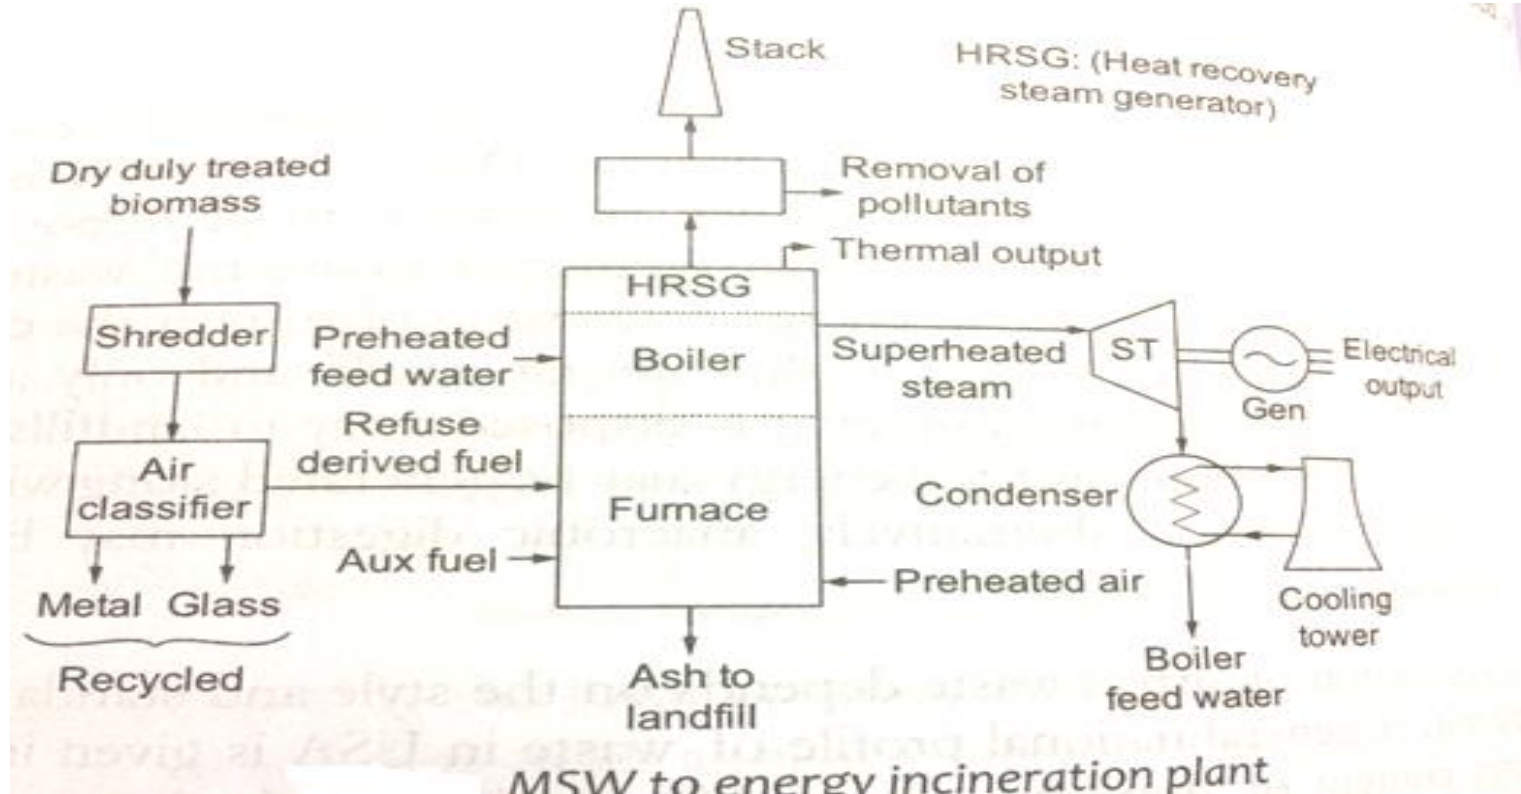 Stack
HRSG: (Heat recovery
steam generator)
Dry duly treated
biomass
Removal of
pollutants
Thermal output
HRSG
Shredder
Preheated
feed water
Boiler
Superheated
steam
ST
Gen
Electrical
output
Refuse
derived fuel
Air
classifier
Furnace
Condenser
Aux fuel
Preheated air
Metal Glass
Recycled
Cooling
tower
Ash to
landfill
Boiler
feed water
MSW to energy incineration plant